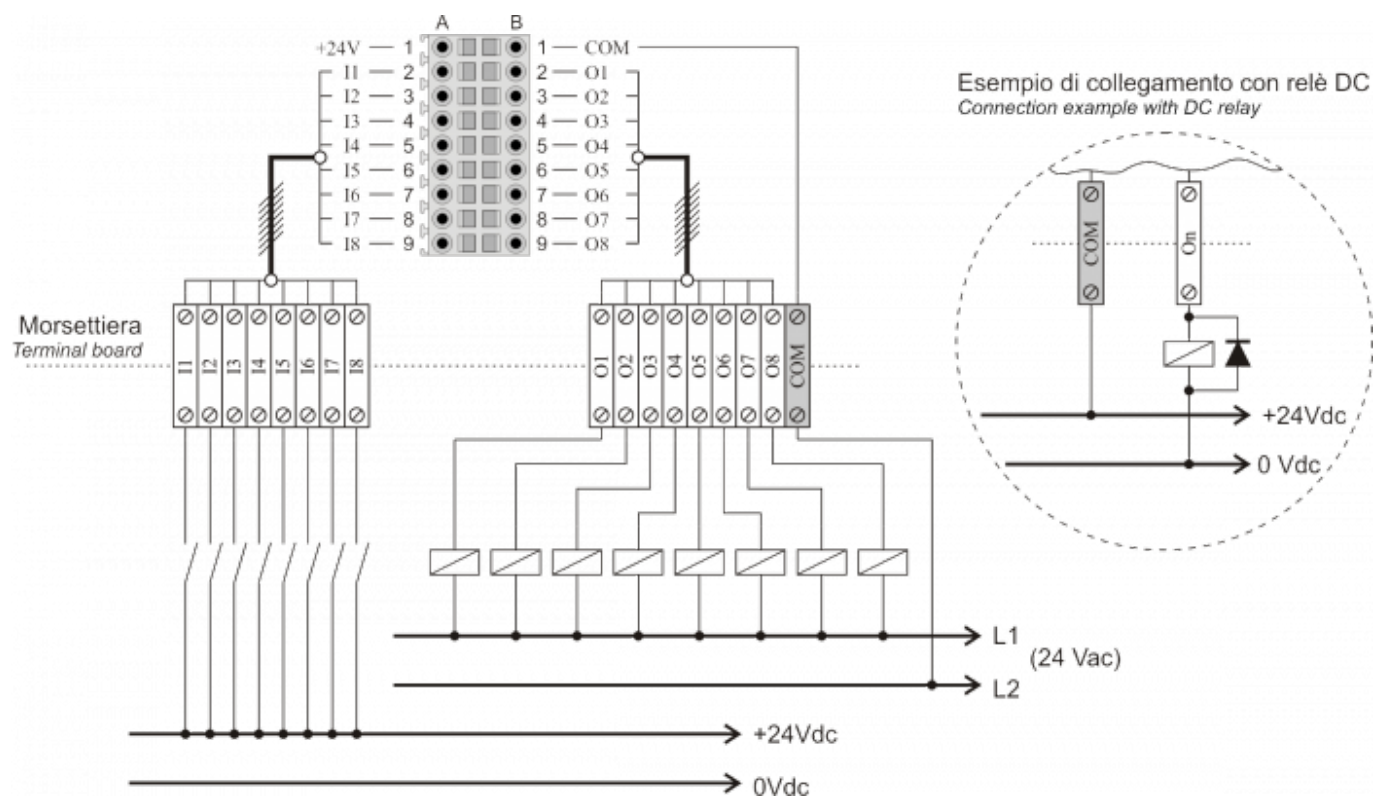 A B
+24V 1 1 COM
I1 2 2 O1
I2 3 3 O2
I3 4 4 O3
I4 5 5 O4
I5 6 6 O5
I6 7 7 O6
I7 8 8 O7
I8 9 9 O8
Esempio di collegamento con relè DC
Connection example with DC relay
COM On
+24Vdc
0 Vdc
Morsettiera
Terminal board
I1 I2 I3 I4 I5 I6 I7 I8
O1 O2 O3 O4 O5 O6 O7 O8 COM
L1
(24 Vac)
L2
+24Vdc
0Vdc